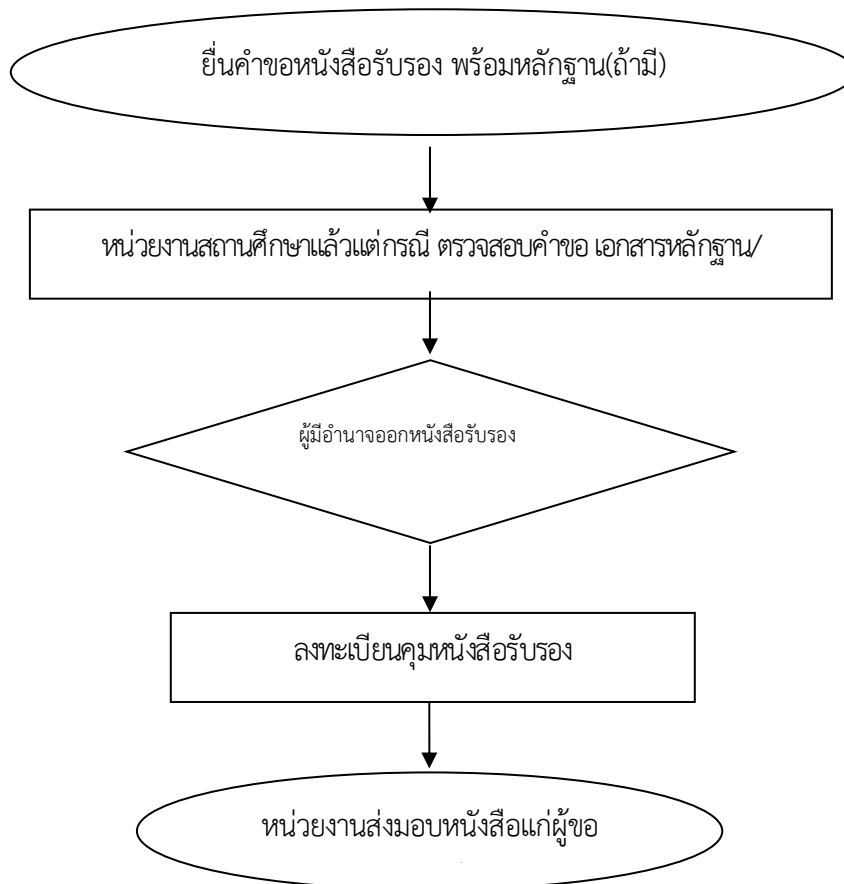 ยื่นคำขอหนังสือรับรอง พร้อมหลักฐาน(ถ้ามี)
หน่วยงานสถานศึกษาแล้วแต่กรณี ตรวจสอบคำขอ เอกสารหลักฐาน/
ผู้มีอำนาจออกหนังสือรับรอง
ลงทะเบียนคุมหนังสือรับรอง
หน่วยงานส่งมอบหนังสือแก่ผู้ขอ